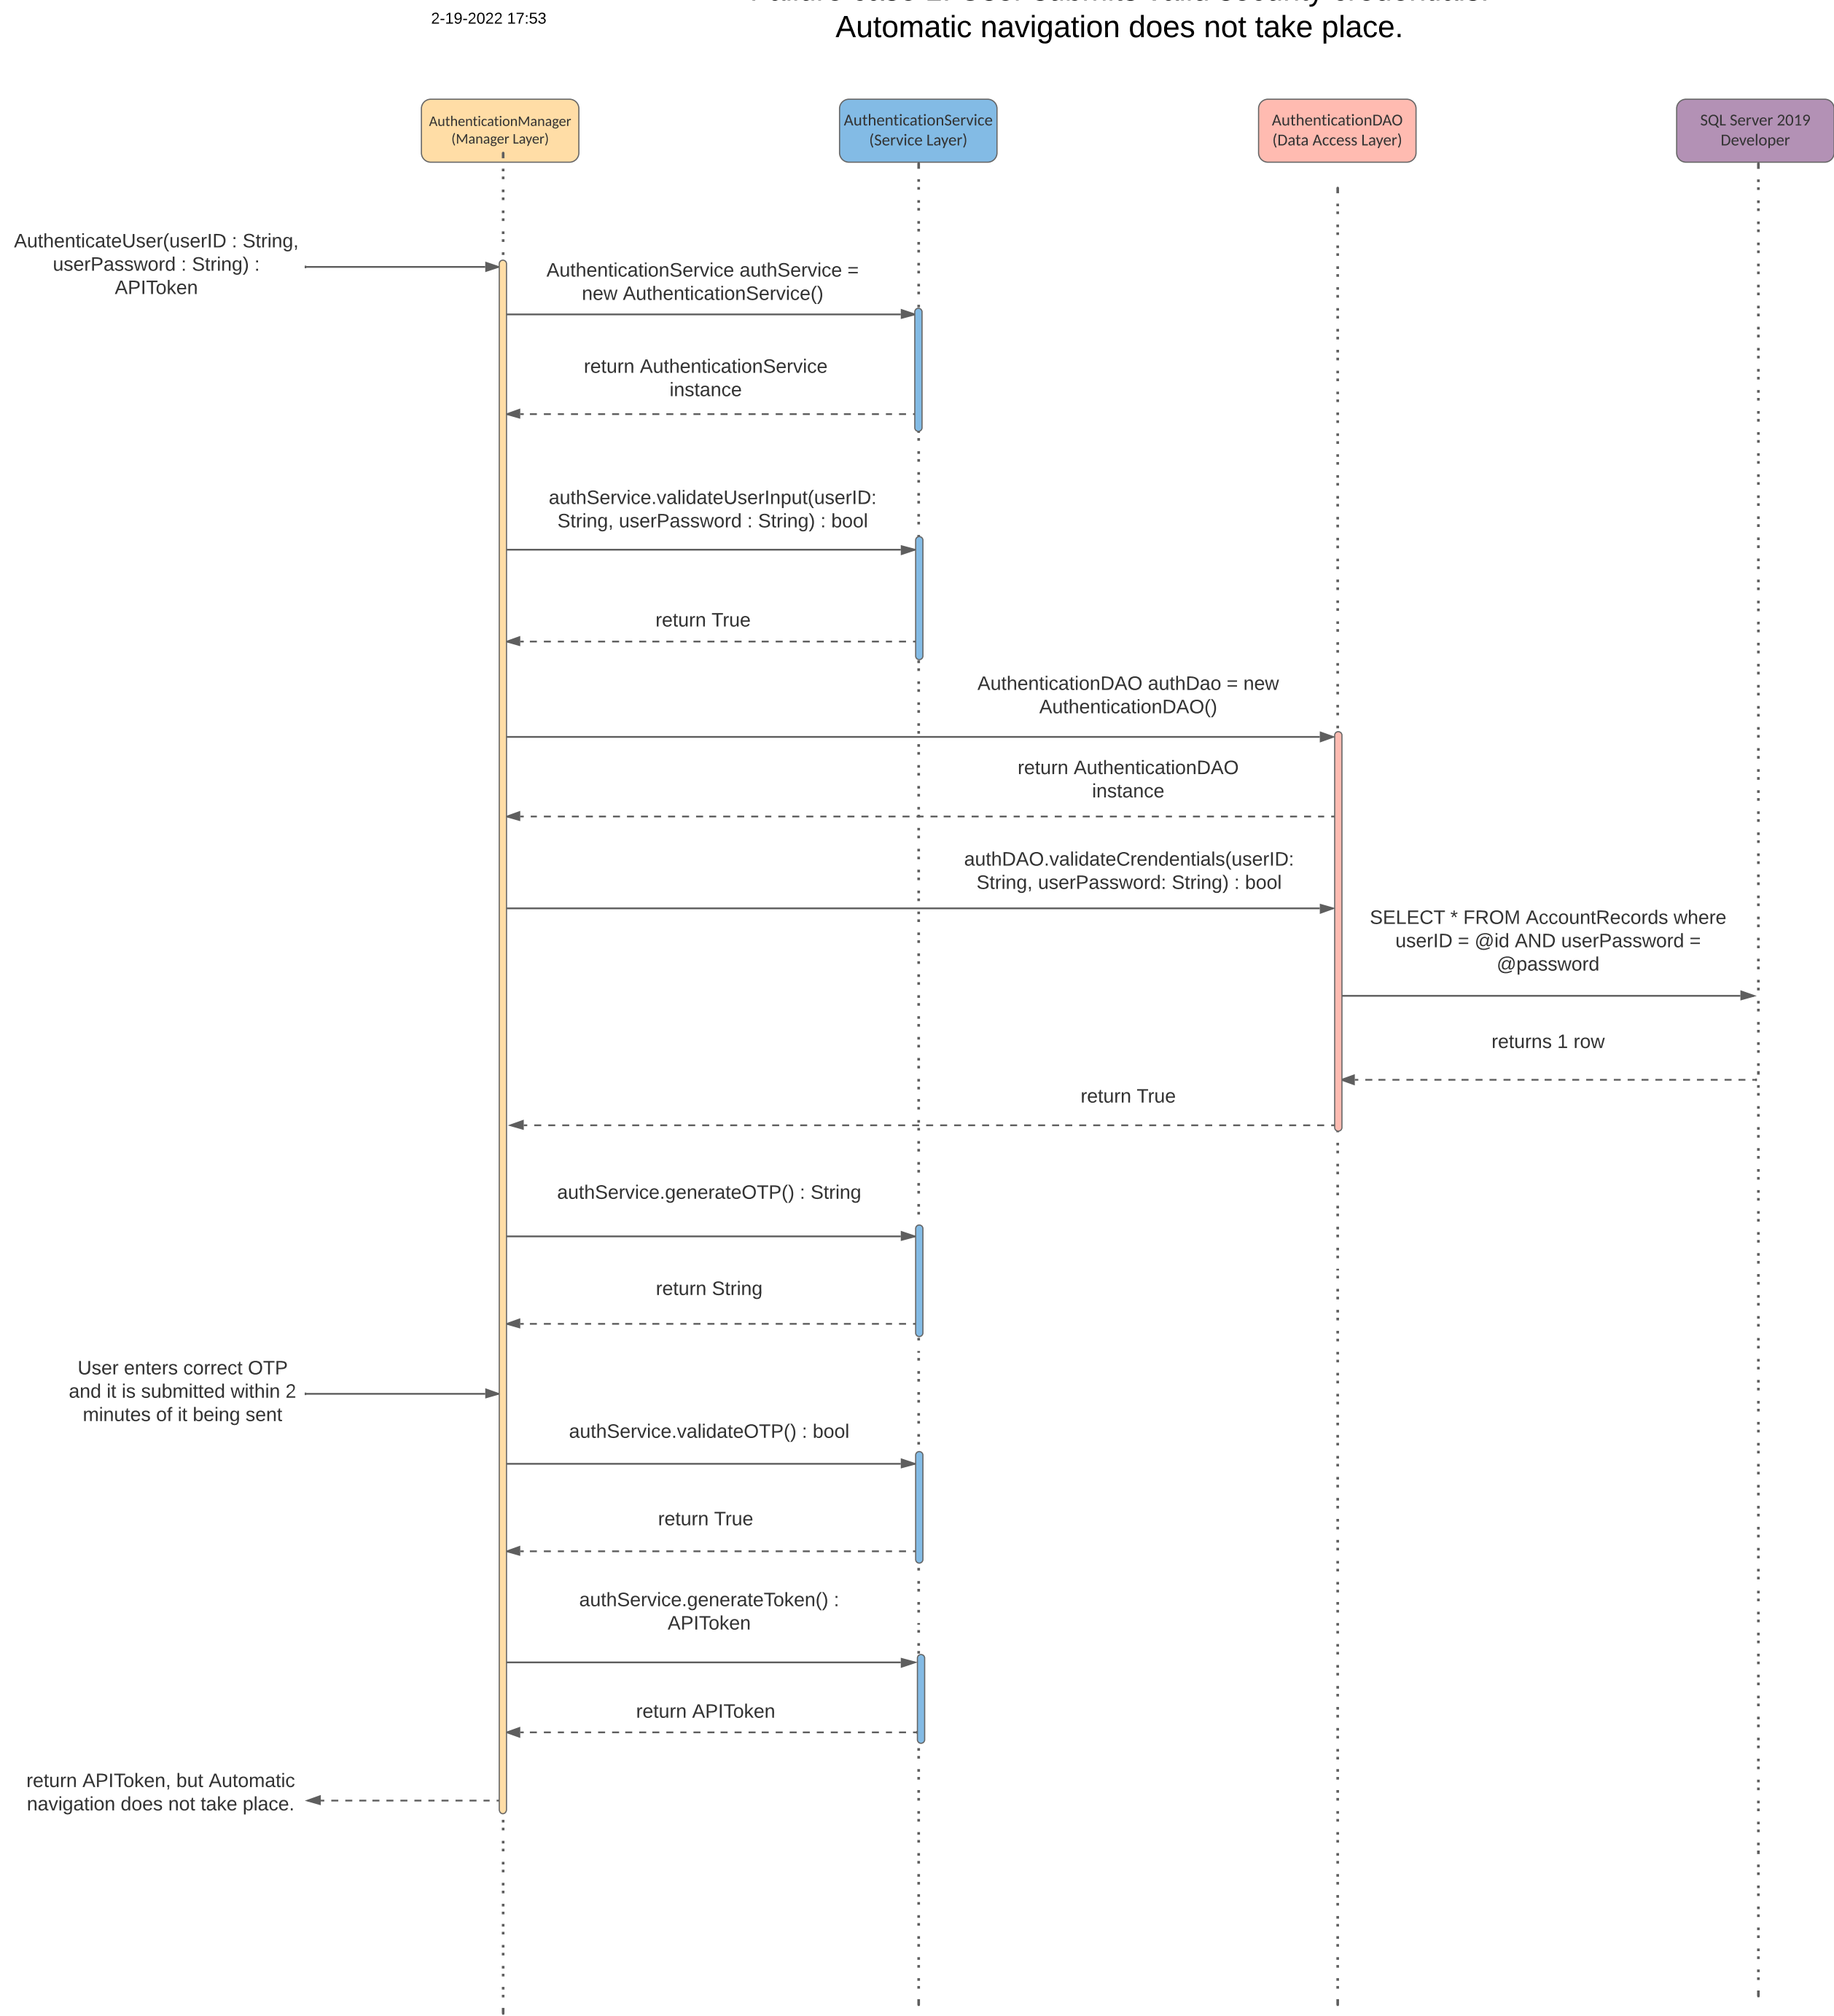 2-19-2022 17:53
Automatic navigation does not take place.
AuthenticationManager
(Manager Layer)
AuthenticationService
(Service Layer)
AuthenticationDAO
(Data Access Layer)
SQL Server 2019
Developer
AuthenticateUser(userID : String,
userPassword : String) :
APIToken
AuthenticationService authService =
new AuthenticationService()
return AuthenticationService
instance
authService.validateUserInput(userID:
String, userPassword : String) : bool
return True
AuthenticationDAO authDao = new
AuthenticationDAO()
return AuthenticationDAO
instance
authDAO.validateCrendentials(userID:
String, userPassword: String) : bool
SELECT * FROM AccountRecords where
userID = @id AND userPassword =
@password
returns 1 row
return True
authService.generateOTP() : String
return String
User enters correct OTP
and it is submitted within 2
minutes of it being sent
authService.validateOTP() : bool
return True
authService.generateToken() :
APIToken
return APIToken
return APIToken, but Automatic
navigation does not take place.